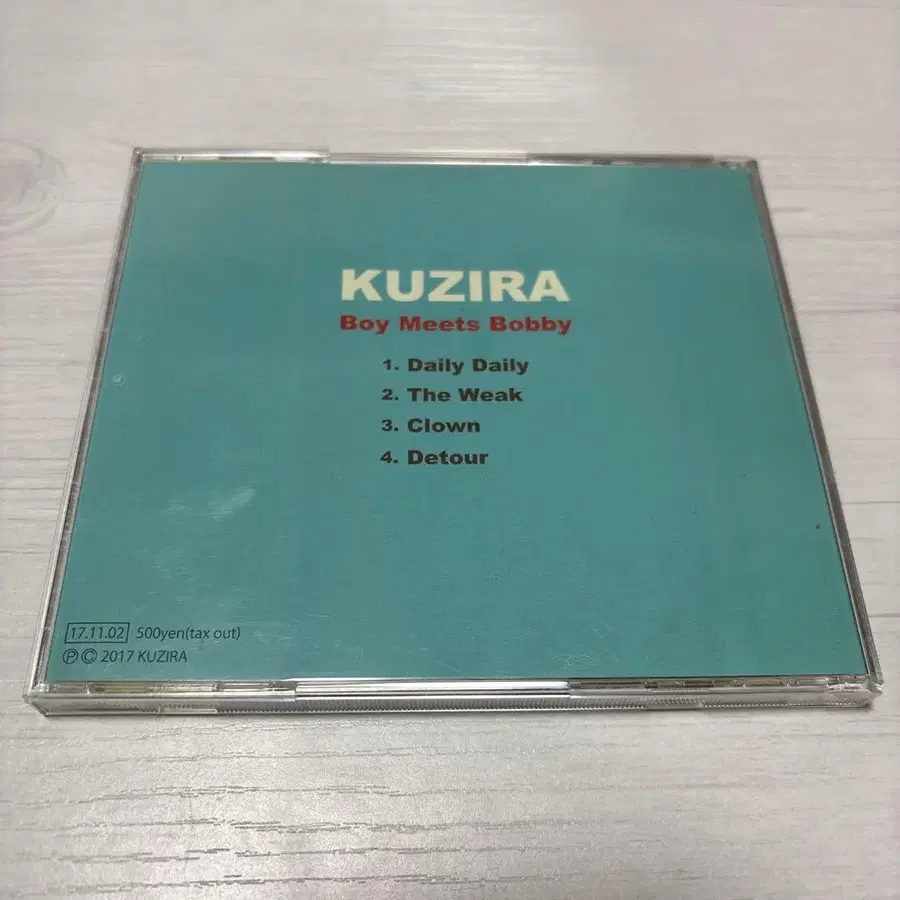 KUZIRA
Boy Meets Bobby
1. Daily Daily
2. The Weak
3. Clown
4. Detour
17.11.02 500yen(tax out)
Ⓟ © 2017 KUZIRA